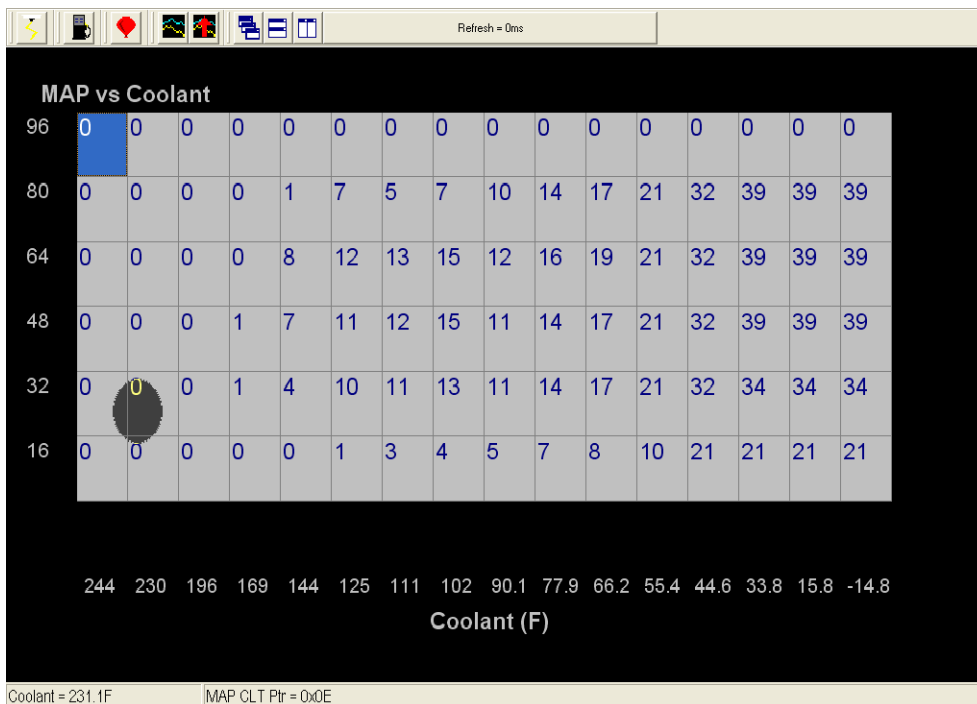 Refresh = 0ms
MAP vs Coolant
96 0 0 0 0 0 0 0 0 0 0 0 0 0 0 0 0
80 0 0 0 0 1 7 5 7 10 14 17 21 32 39 39 39
64 0 0 0 0 8 12 13 15 12 16 19 21 32 39 39 39
48 0 0 0 1 7 11 12 15 11 14 17 21 32 39 39 39
32 0 0 0 1 4 10 11 13 11 14 17 21 32 34 34 34
16 0 0 0 0 0 1 3 4 5 7 8 10 21 21 21 21
244 230 196 169 144 125 111 102 90.1 77.9 66.2 55.4 44.6 33.8 15.8 -14.8
Coolant (F)
Coolant = 231.1F MAP CLT Ptr = 0x0E